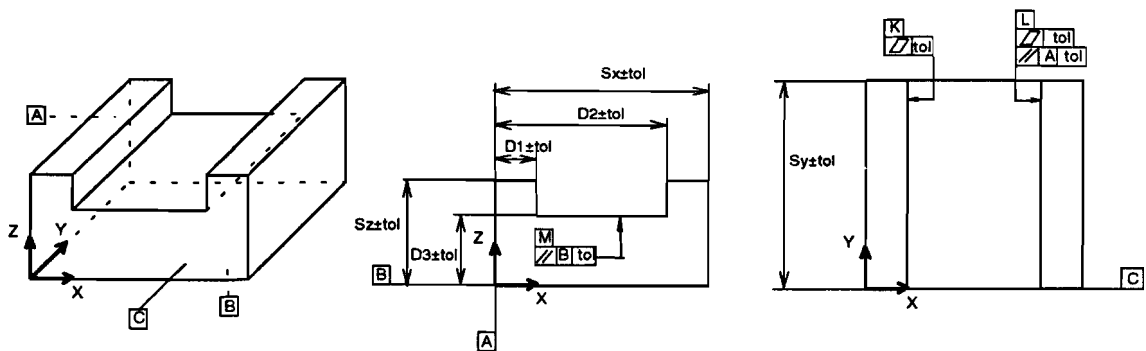 A
Z
Y
X
C
B
Sx±tol
D2±tol
D1±tol
Sz±tol
D3±tol
Z
M
// B tol
B
X
A
K
▱ tol
L
▱ tol
// A tol
Sy±tol
Y
X
C